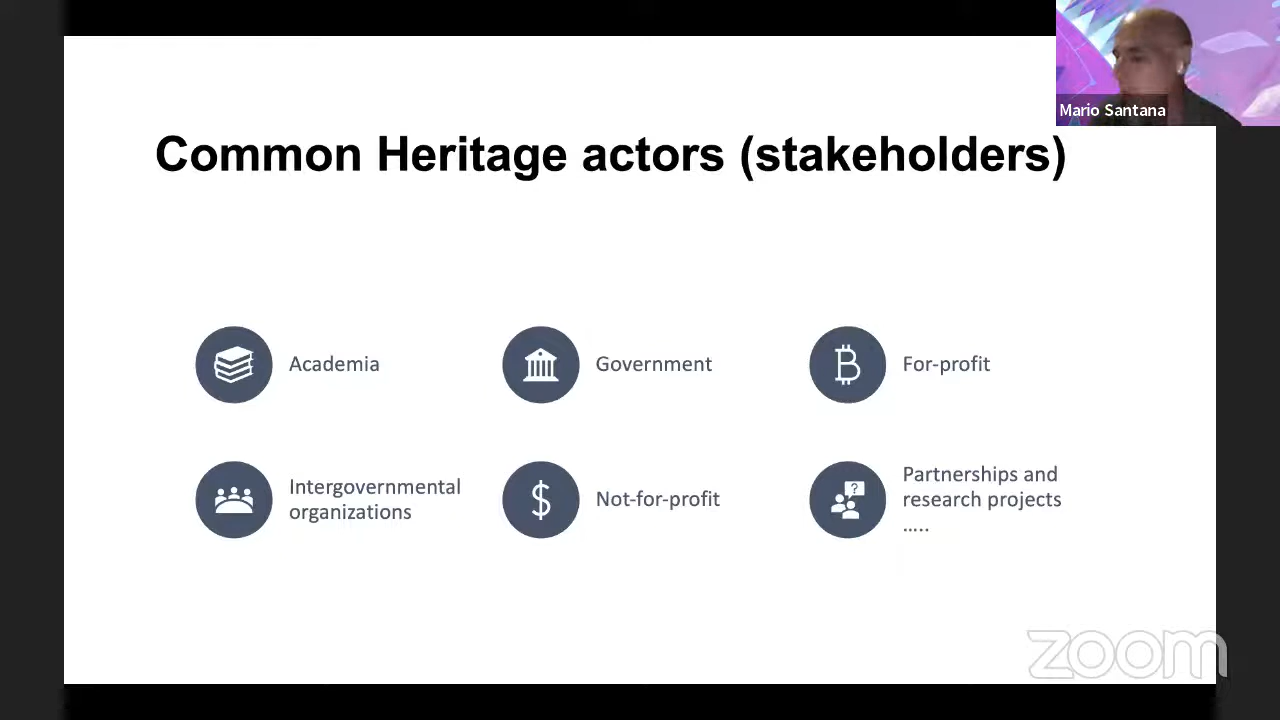 Mario Santana
Common Heritage actors (stakeholders)
Academia
Government
For-profit
Intergovernmental
organizations
Not-for-profit
Partnerships and
research projects
.....
zoom